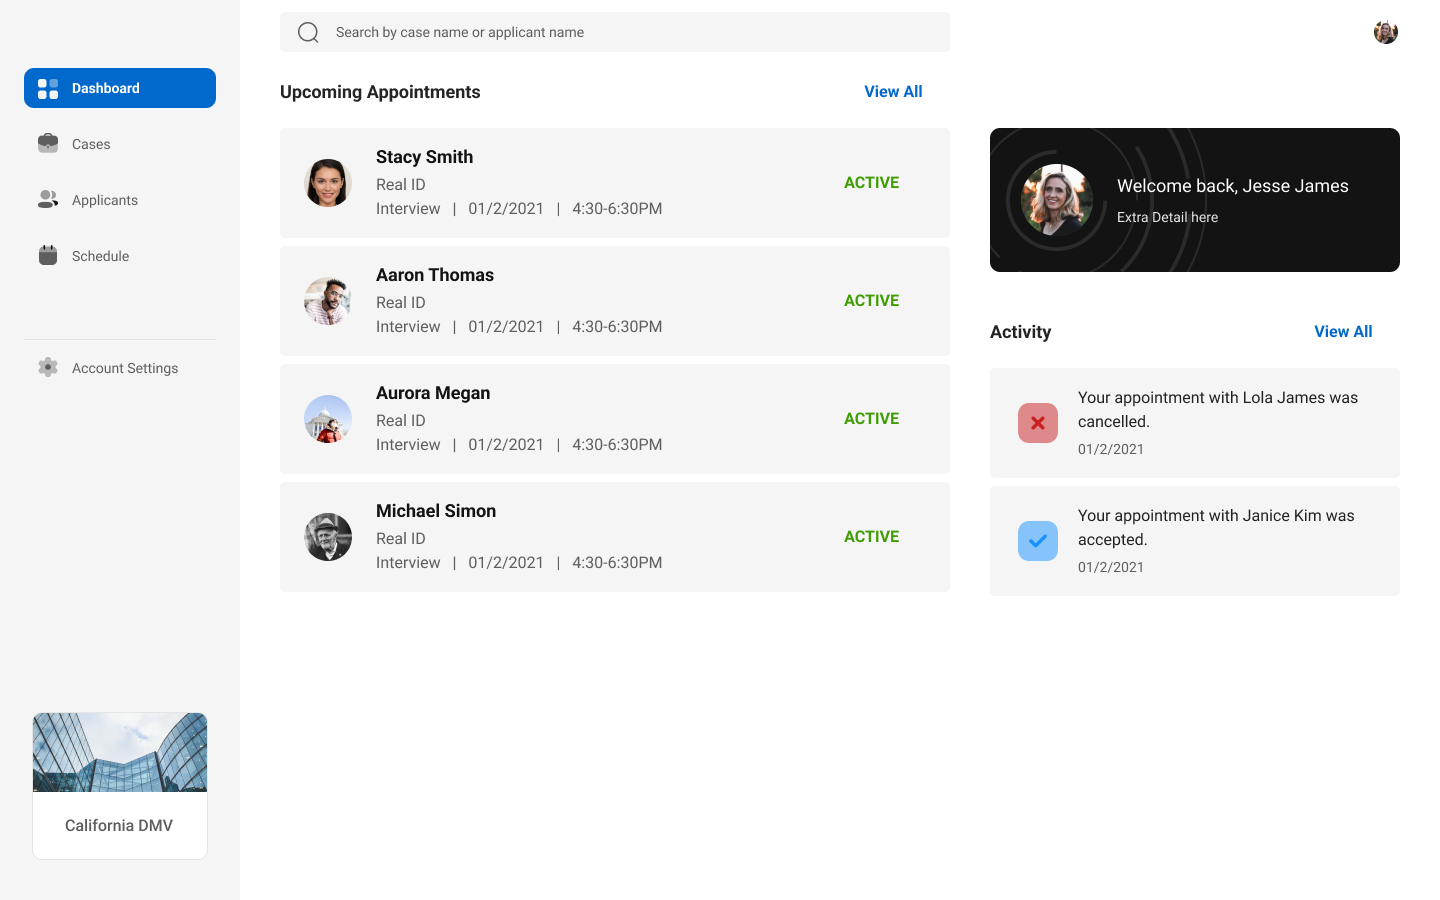 Search by case name or applicant name
Dashboard
Cases
Applicants
Schedule
Account Settings
California DMV
Upcoming Appointments
View All
Stacy Smith
Real ID
Interview | 01/2/2021 | 4:30-6:30PM
ACTIVE
Aaron Thomas
Real ID
Interview | 01/2/2021 | 4:30-6:30PM
ACTIVE
Aurora Megan
Real ID
Interview | 01/2/2021 | 4:30-6:30PM
ACTIVE
Michael Simon
Real ID
Interview | 01/2/2021 | 4:30-6:30PM
ACTIVE
Welcome back, Jesse James
Extra Detail here
Activity
View All
Your appointment with Lola James was
cancelled.
01/2/2021
Your appointment with Janice Kim was
accepted.
01/2/2021